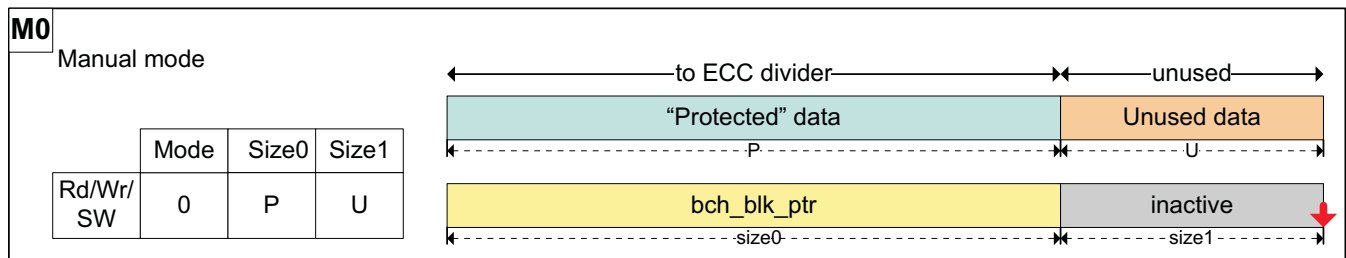 M0
Manual mode
to ECC divider unused
“Protected” data Unused data
P U
Mode Size0 Size1
Rd/Wr/
SW 0 P U
bch_blk_ptr inactive
size0 size1